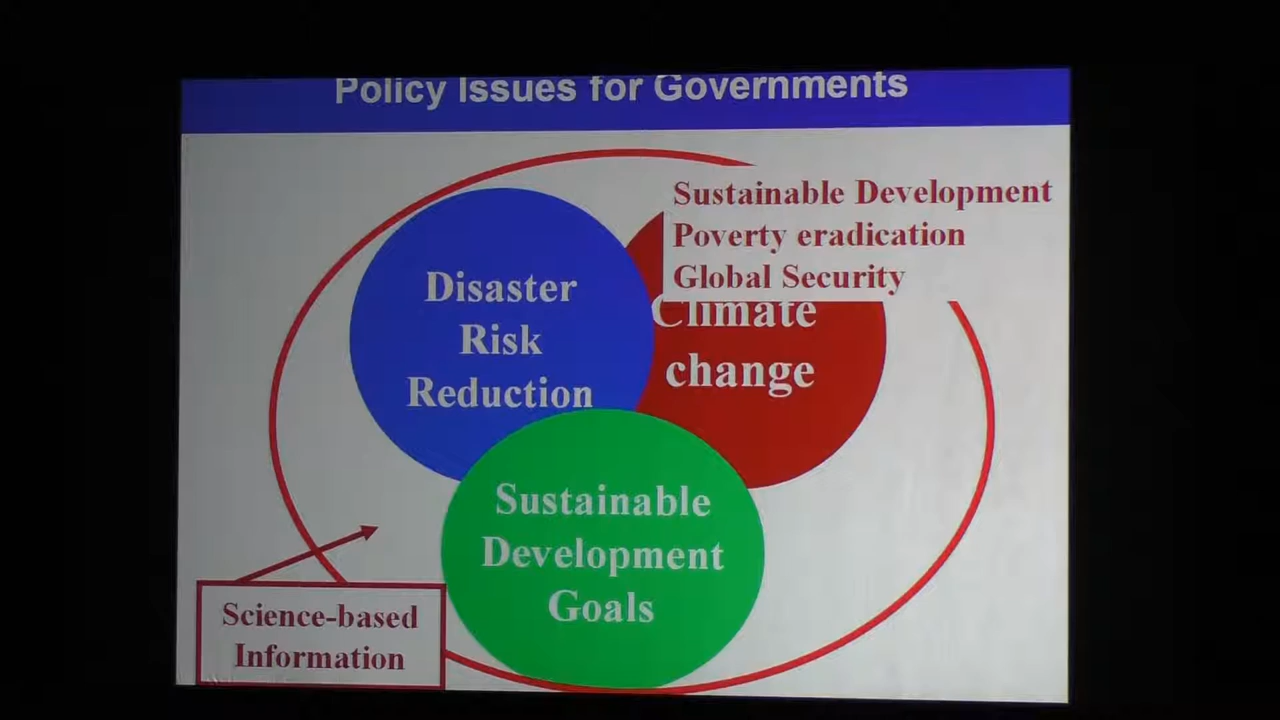 Policy Issues for Governments
Sustainable Development
Poverty eradication
Global Security
Disaster
Risk
Reduction
Climate
change
Sustainable
Development
Goals
Science-based
Information